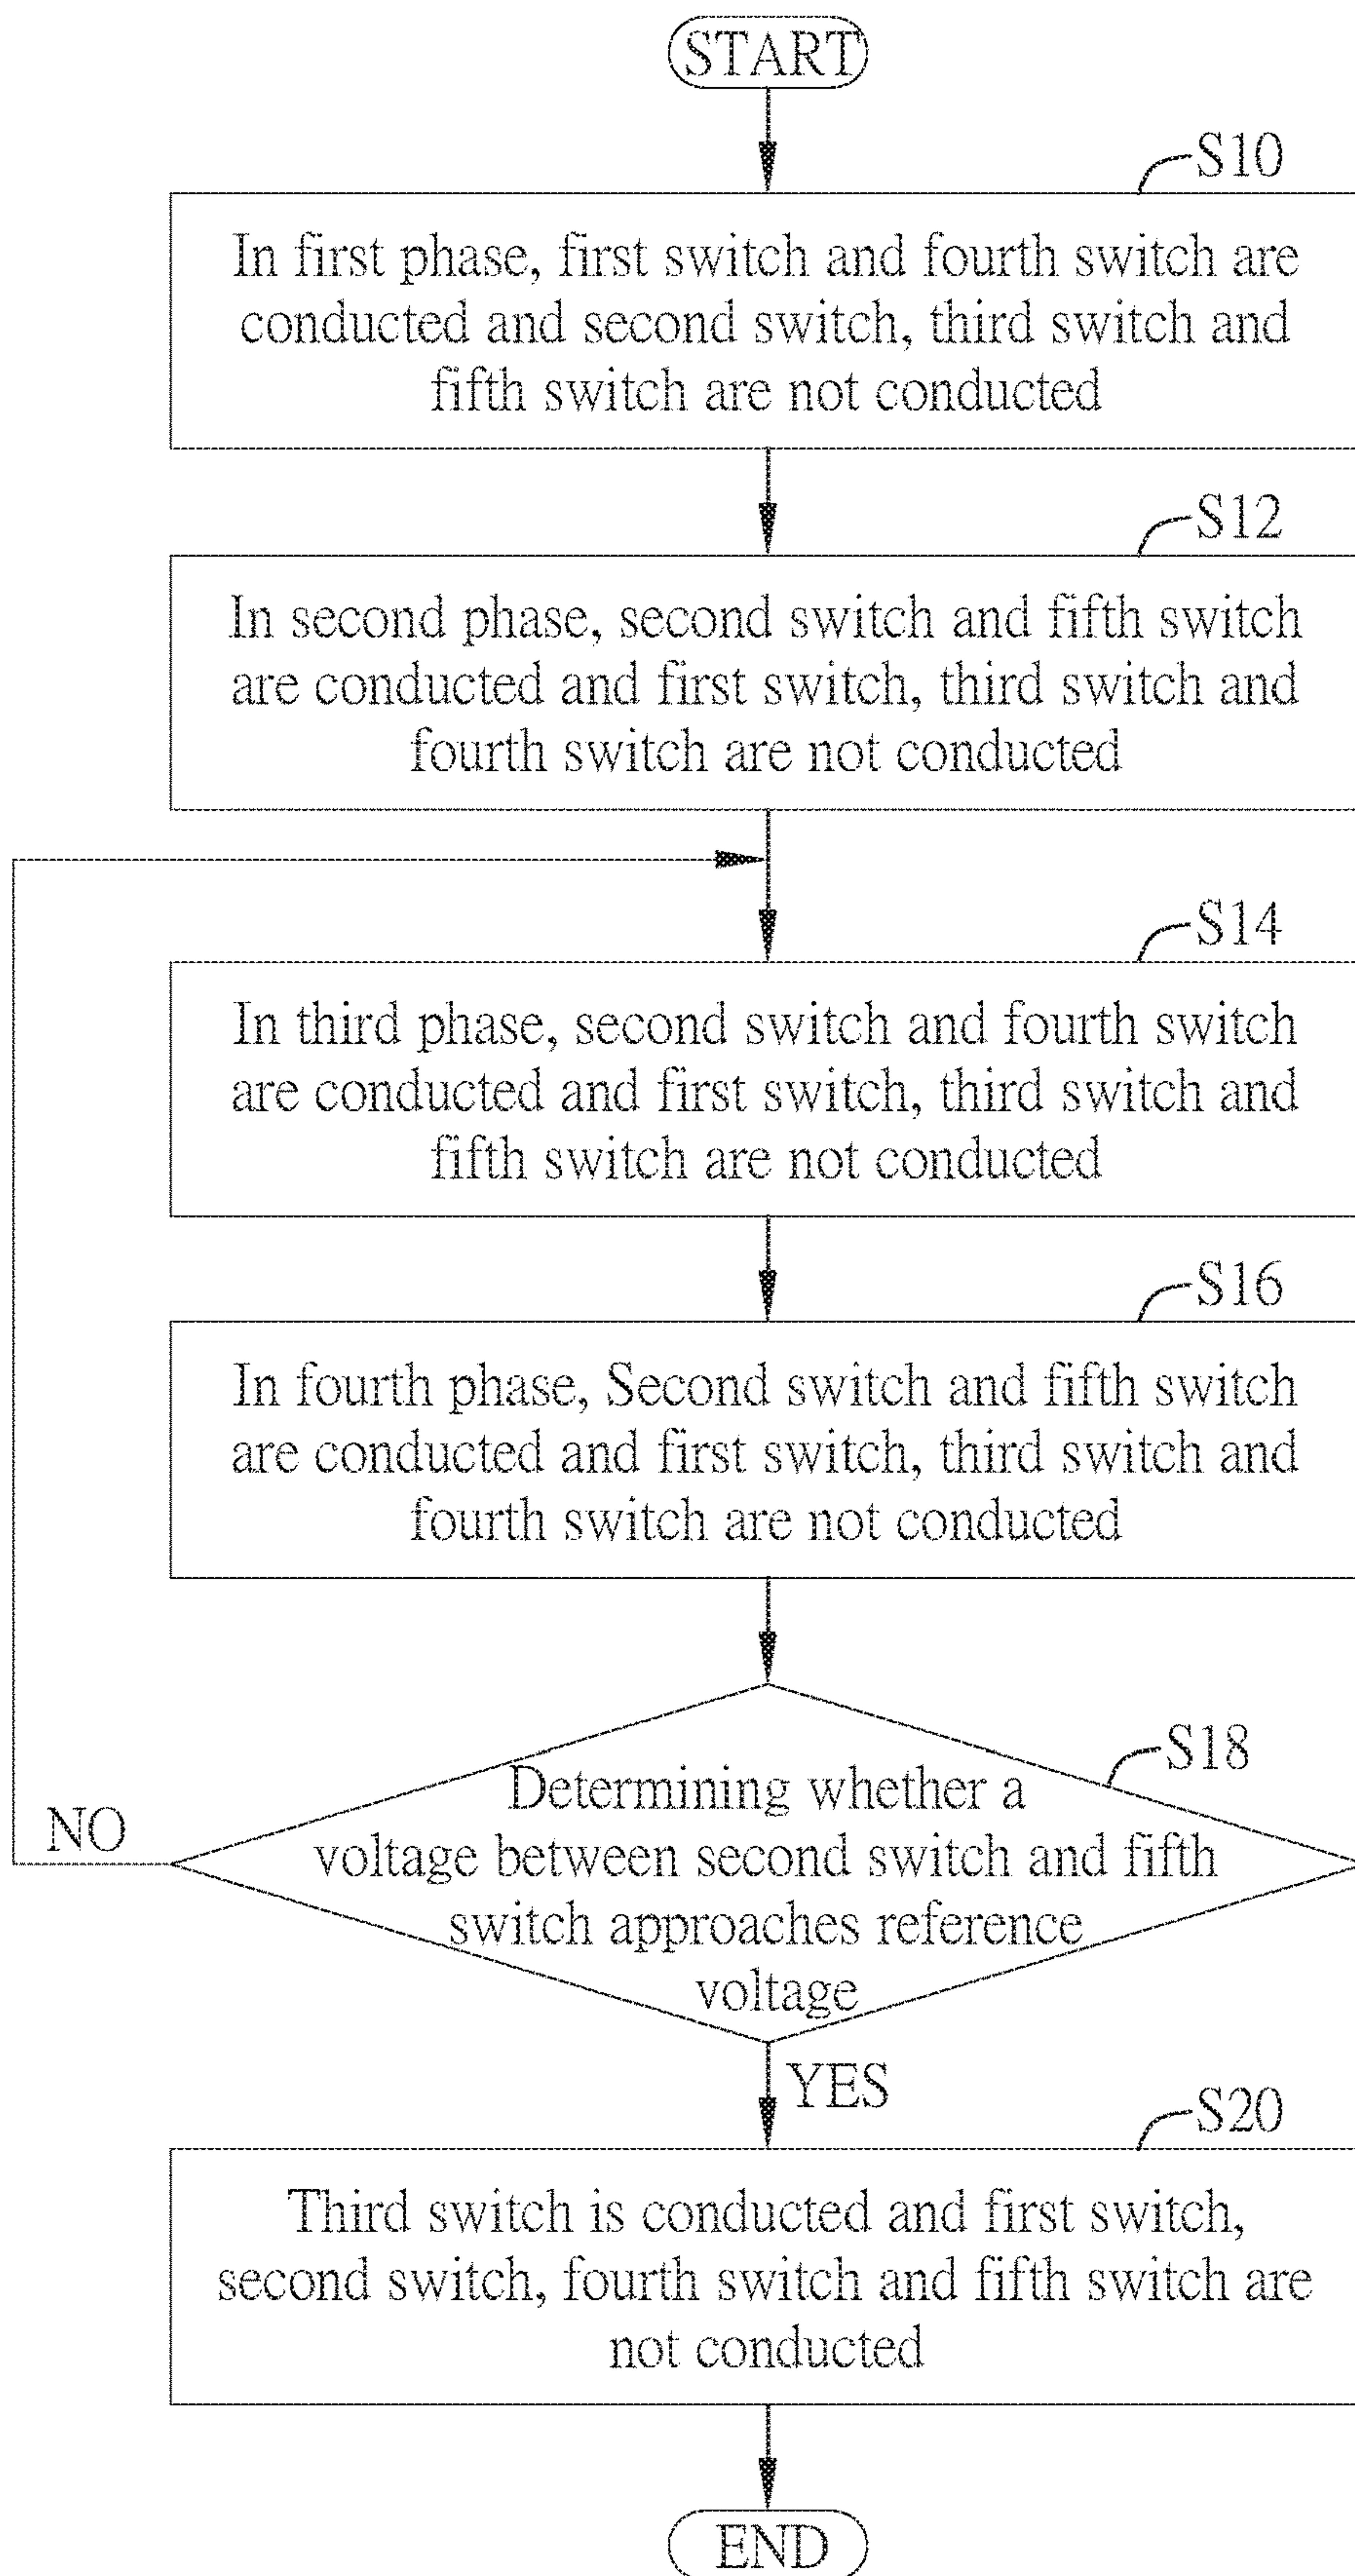 START
S10
In first phase, first switch and fourth switch are
conducted and second switch, third switch and
fifth switch are not conducted
S12
In second phase, second switch and fifth switch
are conducted and first switch, third switch and
fourth switch are not conducted
S14
In third phase, second switch and fourth switch
are conducted and first switch, third switch and
fifth switch are not conducted
S16
In fourth phase, Second switch and fifth switch
are conducted and first switch, third switch and
fourth switch are not conducted
S18
Determining whether a
voltage between second switch and fifth
switch approaches reference
voltage
NO
YES
S20
Third switch is conducted and first switch,
second switch, fourth switch and fifth switch are
not conducted
END